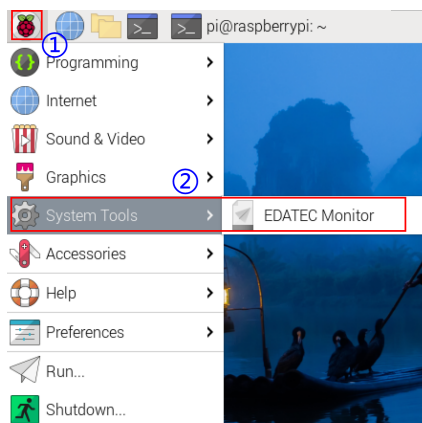 pi@raspberrypi: ~
①
Programming
Internet
Sound & Video
Graphics
②
System Tools
EDATEC Monitor
Accessories
Help
Preferences
Run...
Shutdown...